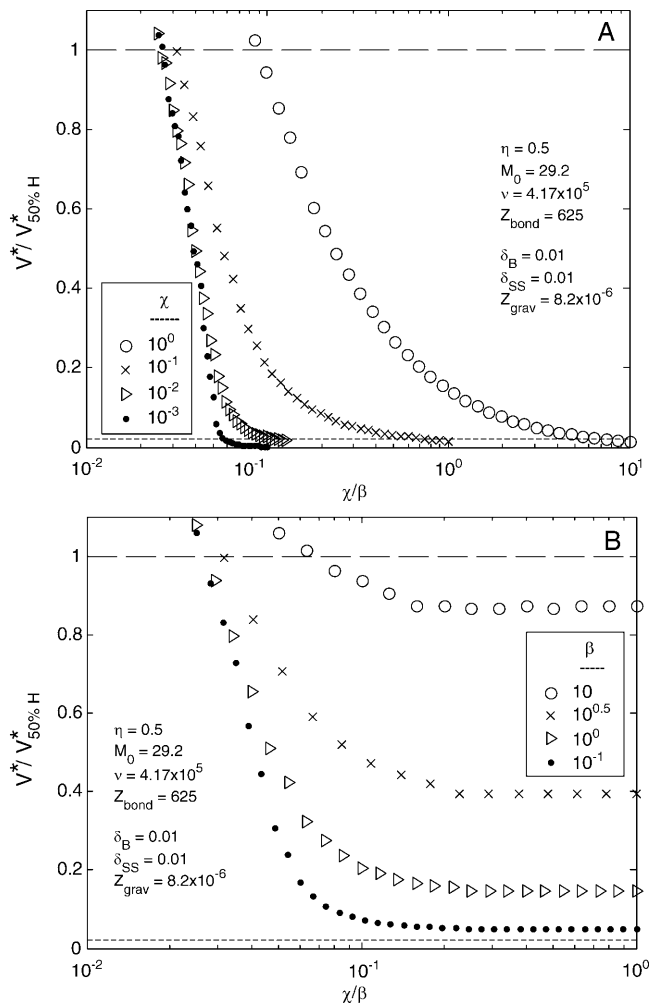 A
1
0.8
0.6
0.4
0.2
0
V*/ V*50% H
η = 0.5
M0 = 29.2
ν = 4.17x10^5
Zbond = 625
δB = 0.01
δSS = 0.01
Zgrav = 8.2x10^-6
χ
10^0
10^-1
10^-2
10^-3
10^-2
10^-1
10^0
10^1
χ/β
B
1
0.8
0.6
0.4
0.2
0
V*/ V*50% H
β
10
10^0.5
10^0
10^-1
η = 0.5
M0 = 29.2
ν = 4.17x10^5
Zbond = 625
δB = 0.01
δSS = 0.01
Zgrav = 8.2x10^-6
10^-2
10^-1
10^0
χ/β